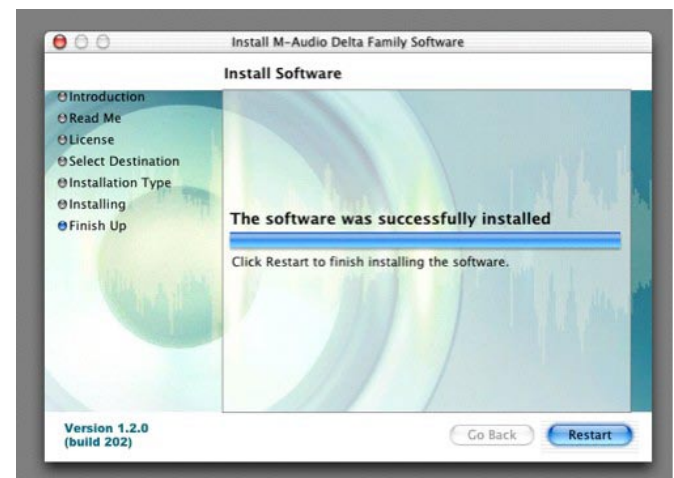 Install M-Audio Delta Family Software
Install Software
Introduction
Read Me
License
Select Destination
Installation Type
Installing
Finish Up
The software was successfully installed
Click Restart to finish installing the software.
Version 1.2.0
(build 202)
Go Back
Restart